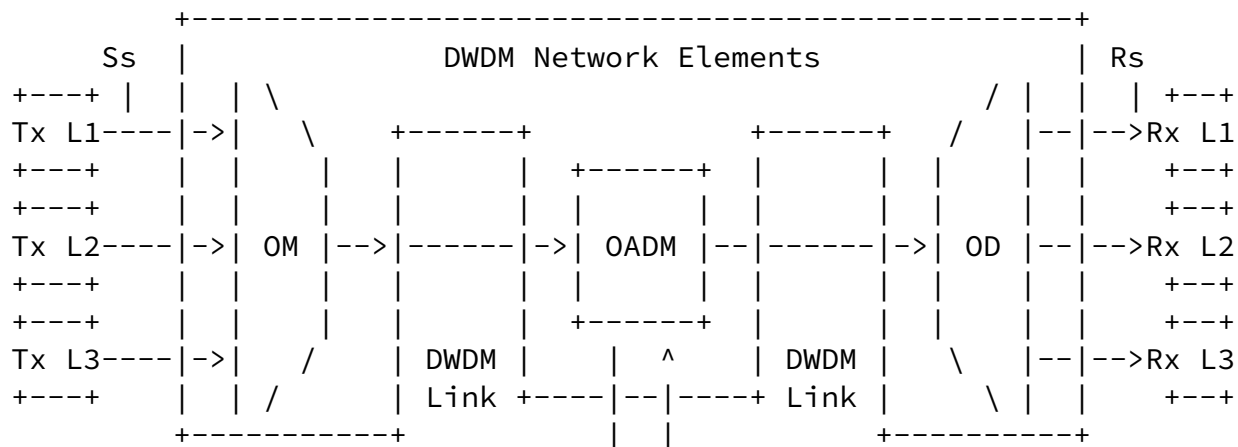 +---------------------------------------------------+
   Ss   |              DWDM Network Elements                | Rs
+---+ | | | \                                         / | | | +---+
Tx L1----|->| \ +------+ +------+ / |--|-->Rx L1
+---+ | | | | | +------+ | | | | | +--+
+---+ | | | | | | | | | | | | +--+
Tx L2----|->| OM |-->|------|->| OADM |--|------|->| OD |--|-->Rx L2
+---+ | | | | | | | | | | | | +--+
+---+ | | | | | +------+ | | | | | +--+
Tx L3----|->| / | DWDM | | ^ | DWDM | \ |--|-->Rx L3
+---+ | | / | Link +----|--|----+ Link | \ | | +--+
+-----------+ | | +-----------+